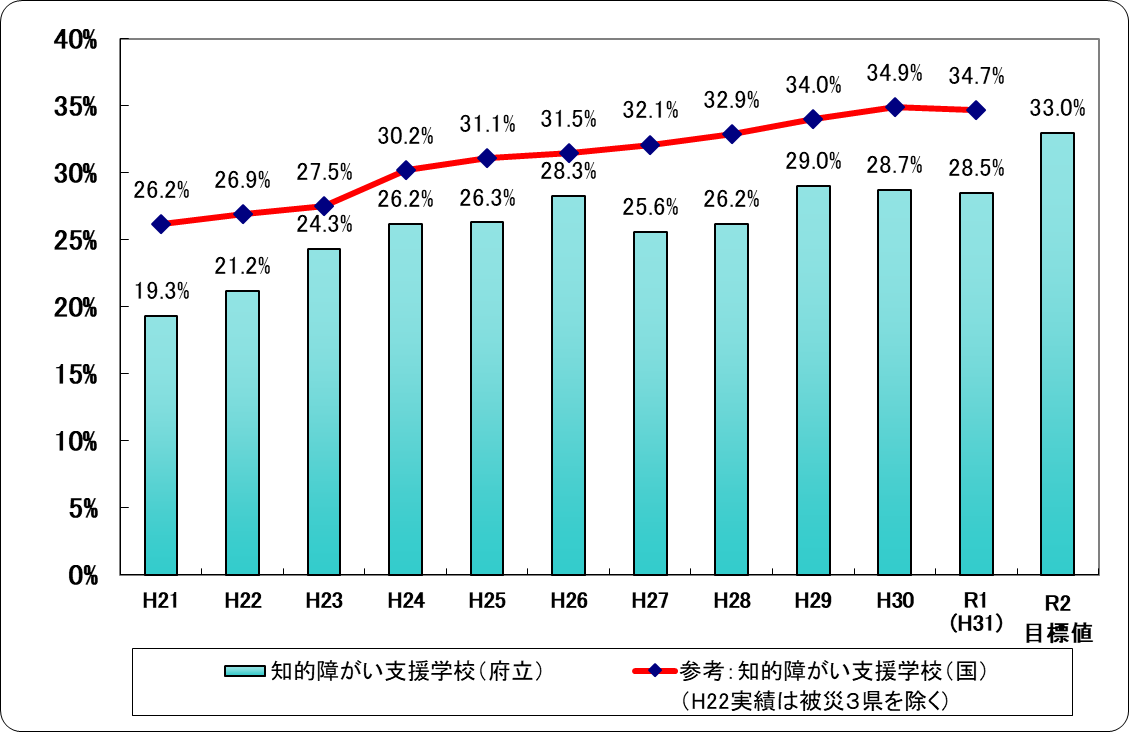 40%
35%
30%
25%
20%
15%
10%
5%
0%
26.2%
26.9%
27.5%
30.2%
31.1%
31.5%
32.1%
32.9%
34.0%
34.9%
34.7%
19.3%
21.2%
24.3%
26.2%
26.3%
28.3%
25.6%
26.2%
29.0%
28.7%
28.5%
33.0%
H21
H22
H23
H24
H25
H26
H27
H28
H29
H30
R1
(H31)
R2
目標値
知的障がい支援学校(府立)
参考:知的障がい支援学校(国)
(H22実績は被災3県を除く)